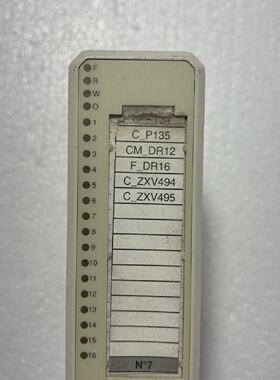 F
R
W
O
1
2 C_P135
3 CM_DR12
4 F_DR16
5 C_ZXV494
6 C_ZXV495
7
8
9
10
11
12
13
14
15
16
N°7